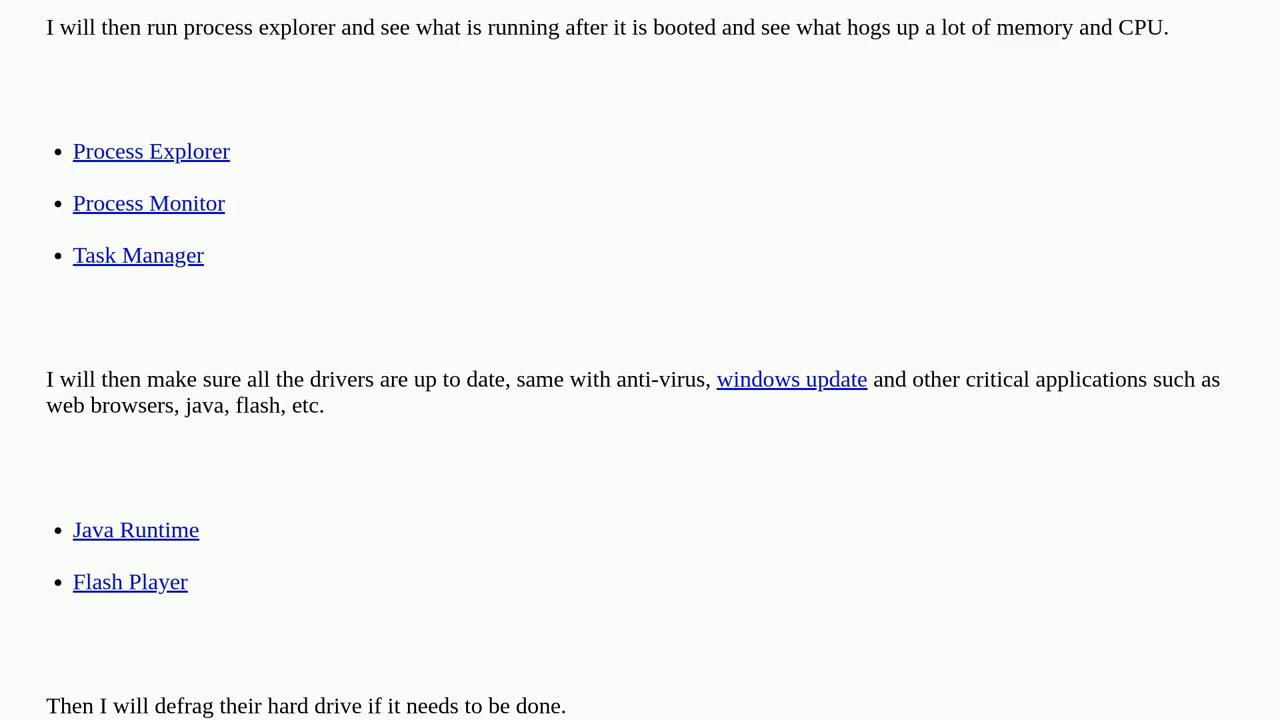 I will then run process explorer and see what is running after it is booted and see what hogs up a lot of memory and CPU.
• Process Explorer
• Process Monitor
• Task Manager
I will then make sure all the drivers are up to date, same with anti-virus, windows update and other critical applications such as
web browsers, java, flash, etc.
• Java Runtime
• Flash Player
Then I will defrag their hard drive if it needs to be done.